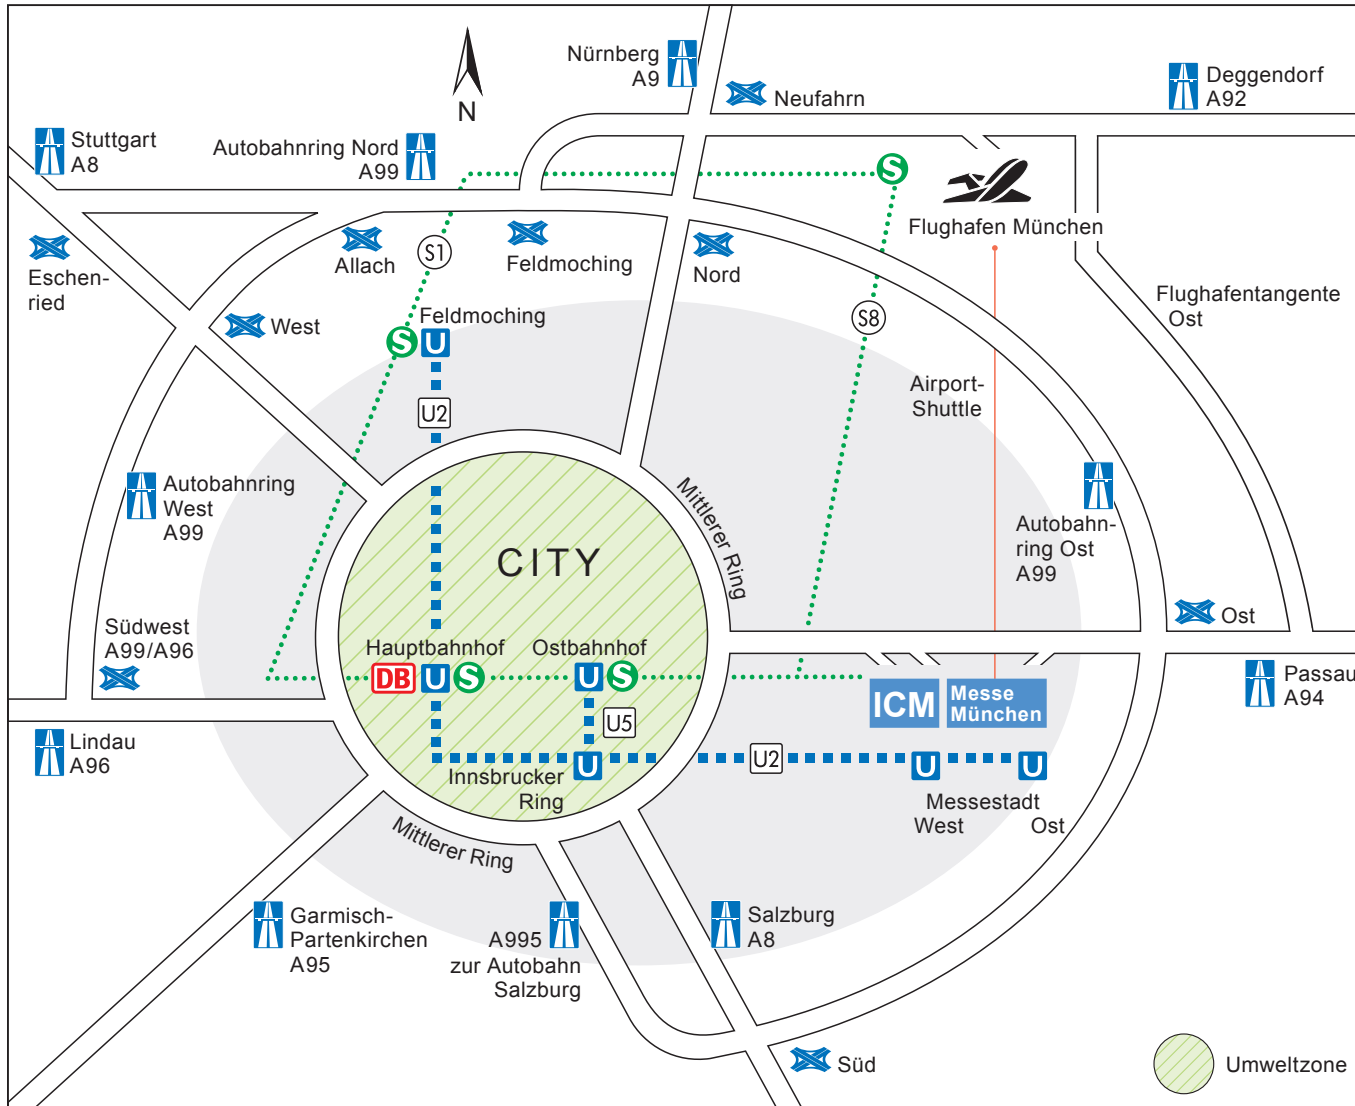 Nürnberg
A9
Neufahrn
Deggendorf
A92
N
Stuttgart
A8
Autobahnring Nord
A99
S
Flughafen München
Eschen-
ried
Allach
S1
Feldmoching
Nord
Flughafentangente
Ost
West
Feldmoching
S U
S8
U2
Airport-
Shuttle
Autobahnring
West
A99
Mittlerer Ring
CITY
Autobahn-
ring Ost
A99
Südwest
A99/A96
Hauptbahnhof
DB U S
Ostbahnhof
U S
Ost
Passau
A94
ICM
Messe
München
U5
Lindau
A96
Innsbrucker
Ring
U
U2
U
U
Messestadt
West
Ost
Mittlerer Ring
Garmisch-
Partenkirchen
A95
A995
zur Autobahn
Salzburg
Salzburg
A8
Süd
Umweltzone